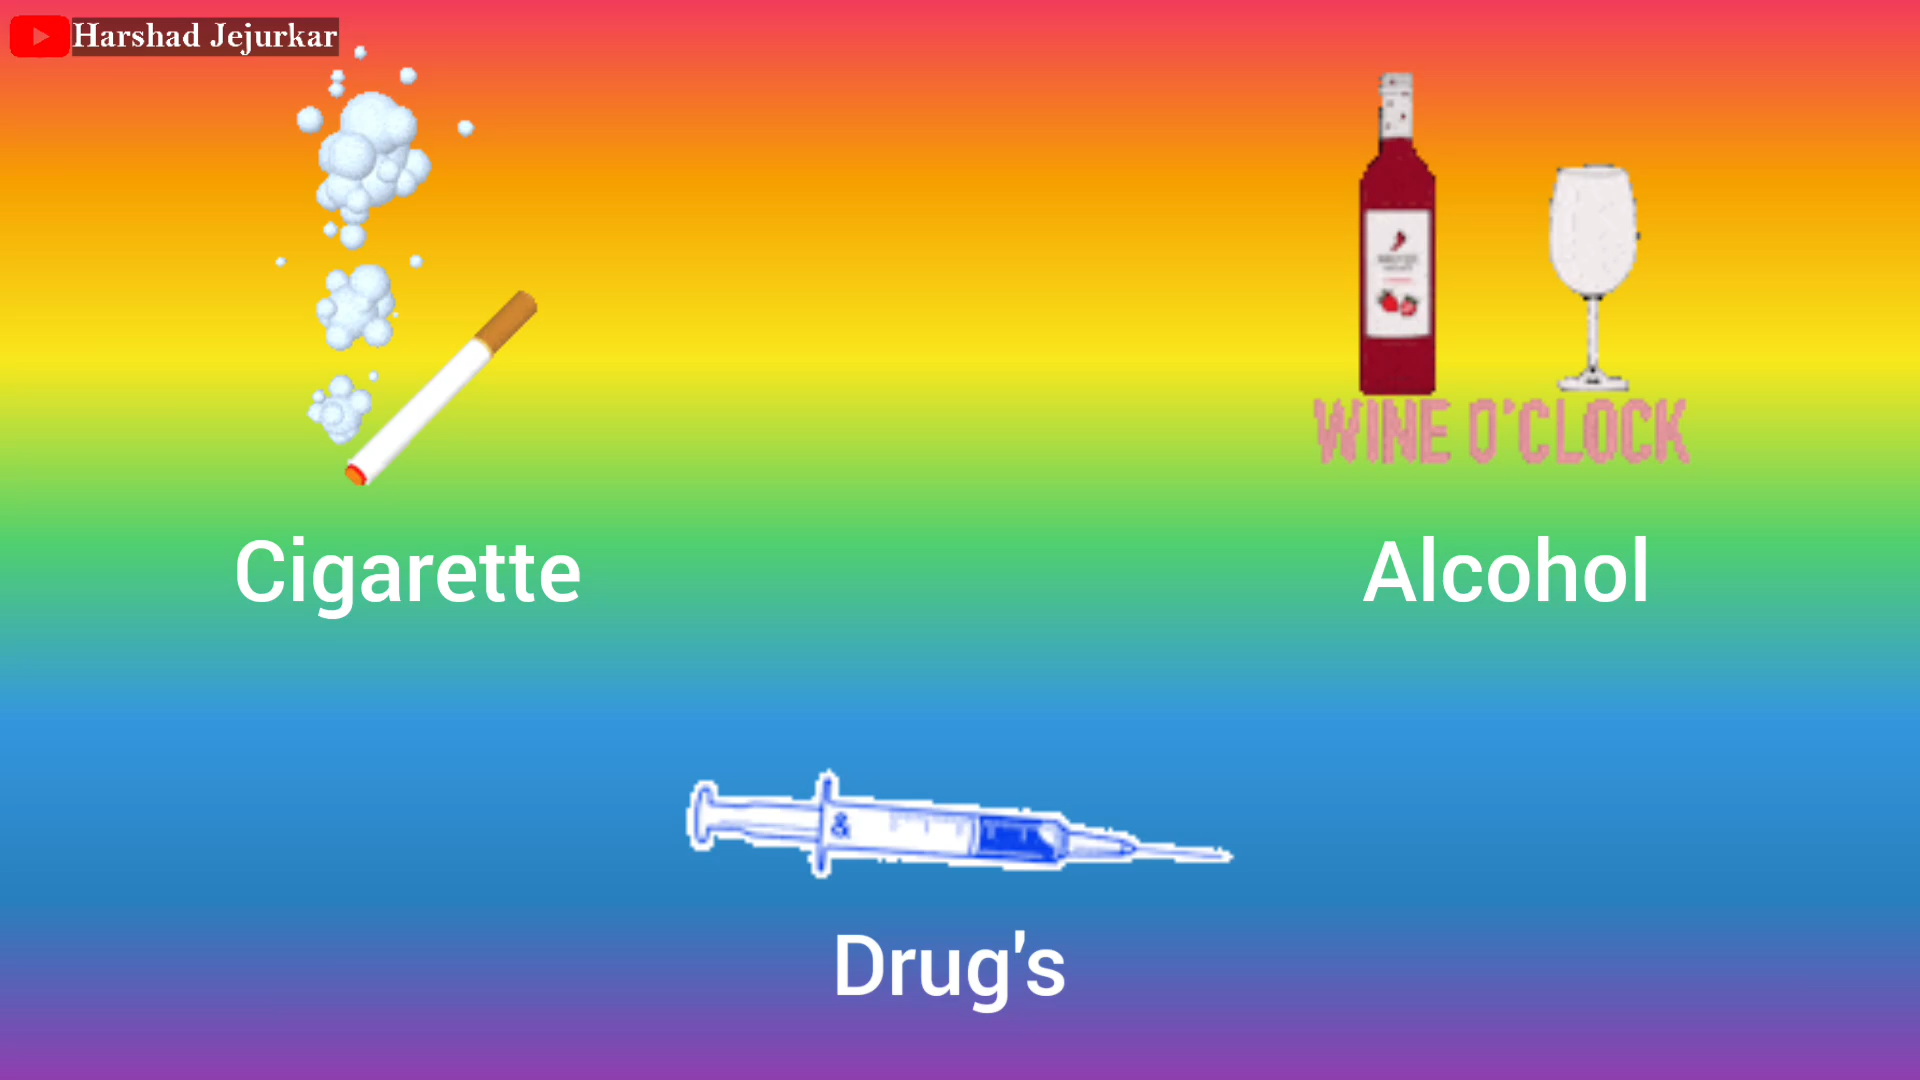 Harshad Jejurkar
WINE O'CLOCK
Cigarette
Alcohol
&
Drug's